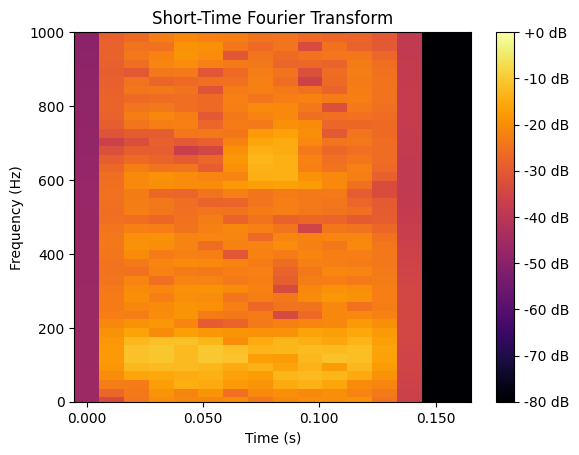 Short-Time Fourier Transform
1000
800
600
400
200
0
Frequency (Hz)
0.000
0.050
0.100
0.150
Time (s)
+0 dB
-10 dB
-20 dB
-30 dB
-40 dB
-50 dB
-60 dB
-70 dB
-80 dB